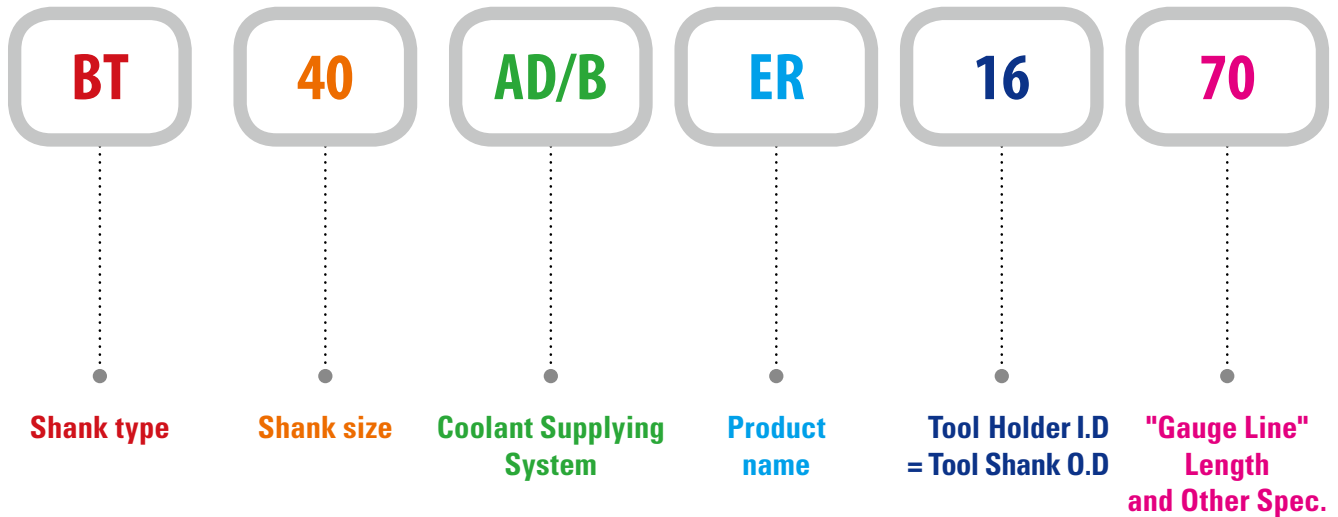 BT 40 AD/B ER 16 70
Shank type
Shank size
Coolant Supplying
System
Product
name
Tool Holder I.D
= Tool Shank O.D
"Gauge Line"
Length
and Other Spec.